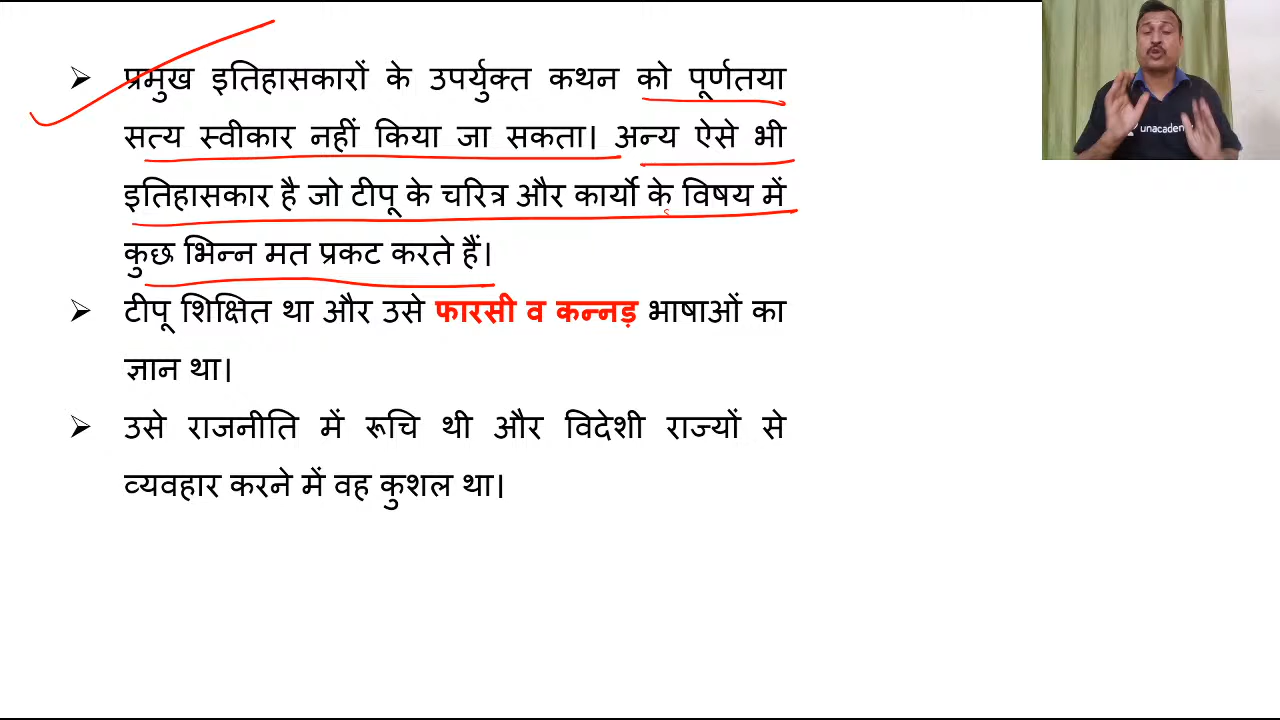 प्रमुख इतिहासकारों के उपर्युक्त कथन को पूर्णतया
सत्य स्वीकार नहीं किया जा सकता। अन्य ऐसे भी
इतिहासकार है जो टीपू के चरित्र और कार्यो के विषय में
कुछ भिन्न मत प्रकट करते हैं।
टीपू शिक्षित था और उसे फारसी व कन्नड़ भाषाओं का
ज्ञान था।
उसे राजनीति में रूचि थी और विदेशी राज्यों से
व्यवहार करने में वह कुशल था।
unacademy